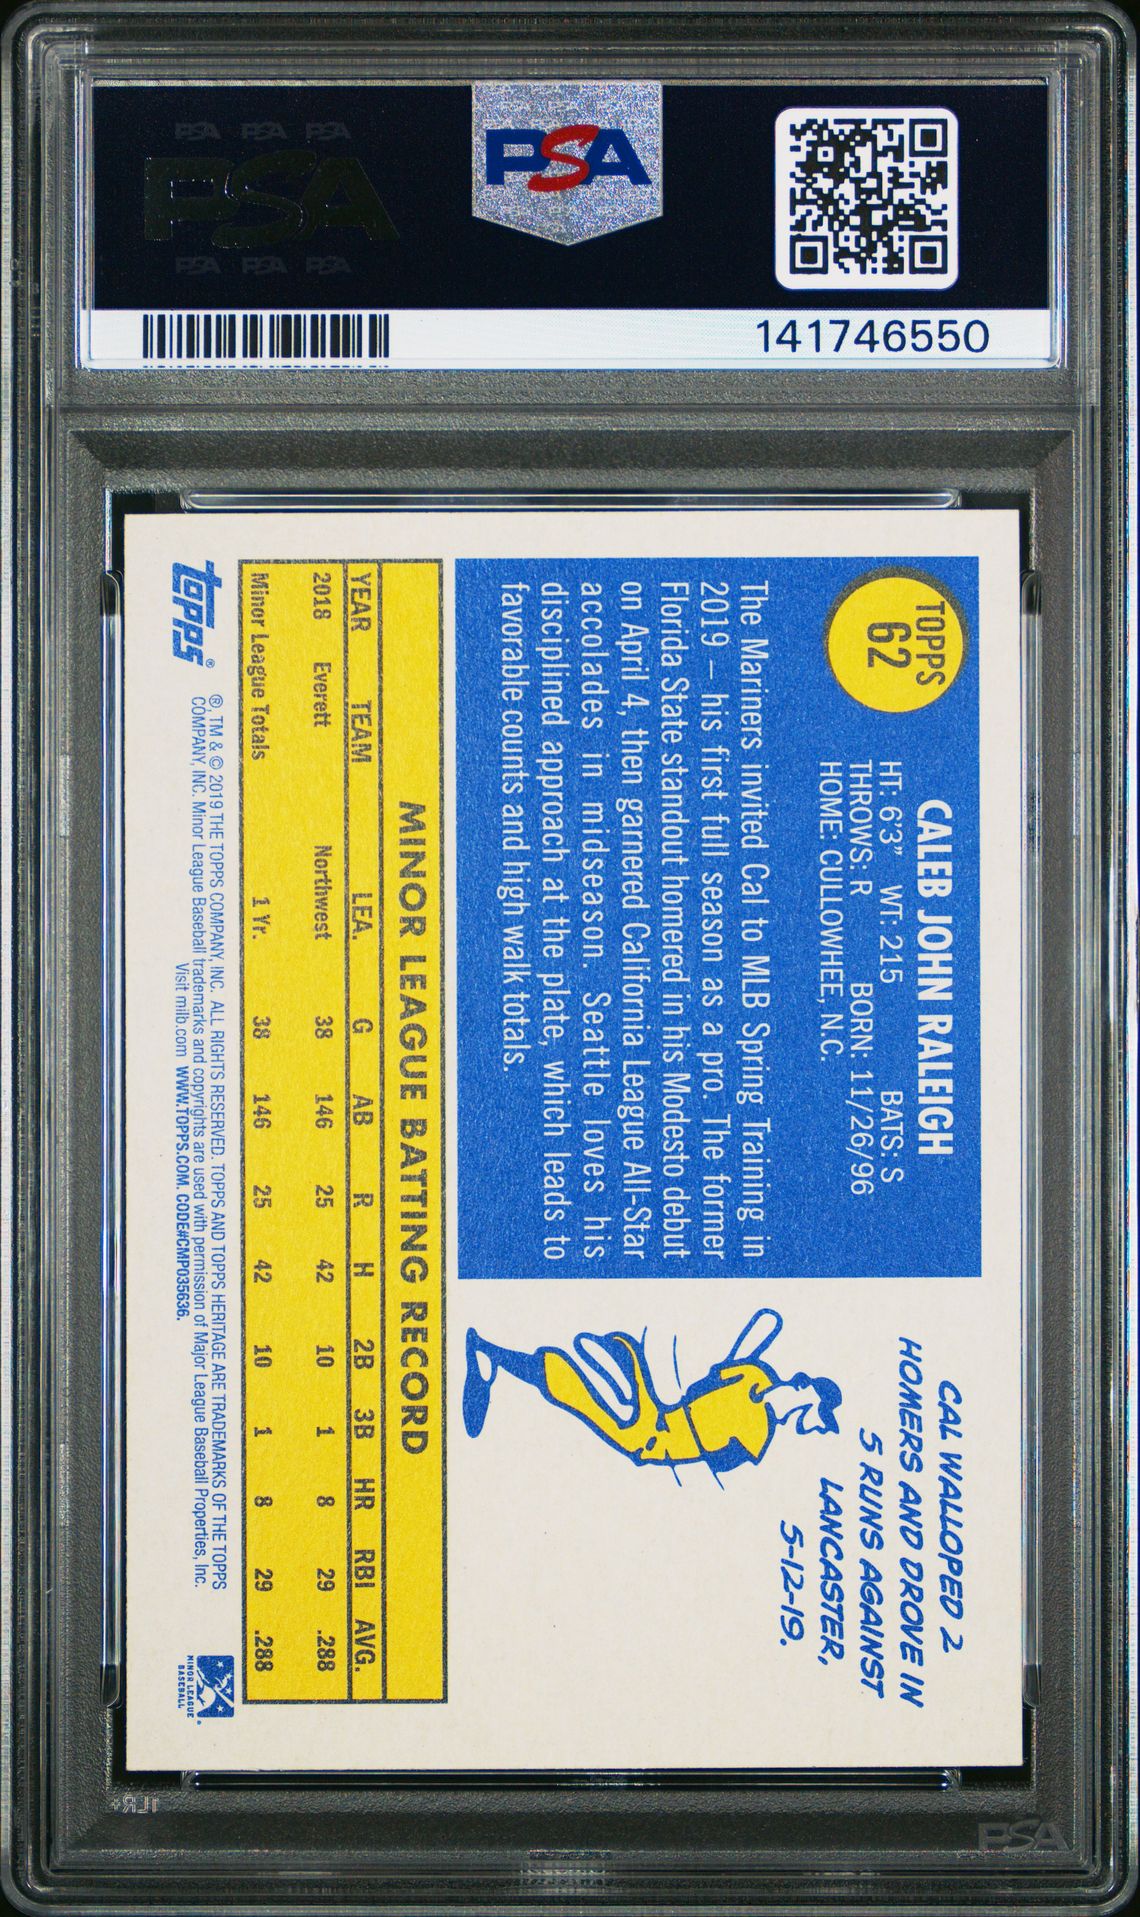 PSA PSA PSA
PSA
PSA PSA PSA
PSA
141746550
TOPPS
62
CALEB JOHN RALEIGH
HT: 6'3" WT: 215 BATS: S
THROWS: R BORN: 11/26/96
HOME: CULLOWHEE, N.C.
The Mariners invited Cal to MLB Spring Training in
2019 – his first full season as a pro. The former
Florida State standout homered in his Modesto debut
on April 4, then garnered California League All-Star
accolades in midseason. Seattle loves his
disciplined approach at the plate, which leads to
favorable counts and high walk totals.
CAL WALLOPED 2
HOMERS AND DROVE IN
5 RUNS AGAINST
LANCASTER,
5-12-19.
MINOR LEAGUE BATTING RECORD
YEAR TEAM LEA. G AB R H 2B 3B HR RBI AVG.
2018 Everett Northwest 38 146 25 42 10 1 8 29 .288
Minor League Totals 1 Yr. 38 146 25 42 10 1 8 29 .288
topps®
®, TM & © 2019 THE TOPPS COMPANY, INC. ALL RIGHTS RESERVED. TOPPS AND TOPPS HERITAGE ARE TRADEMARKS OF THE TOPPS
COMPANY, INC. Minor League Baseball trademarks and copyrights are used with permission of Major League Baseball Properties, Inc.
Visit milb.com WWW.TOPPS.COM. CODE#CMP035636.
MINOR LEAGUE
BASEBALL
PSA